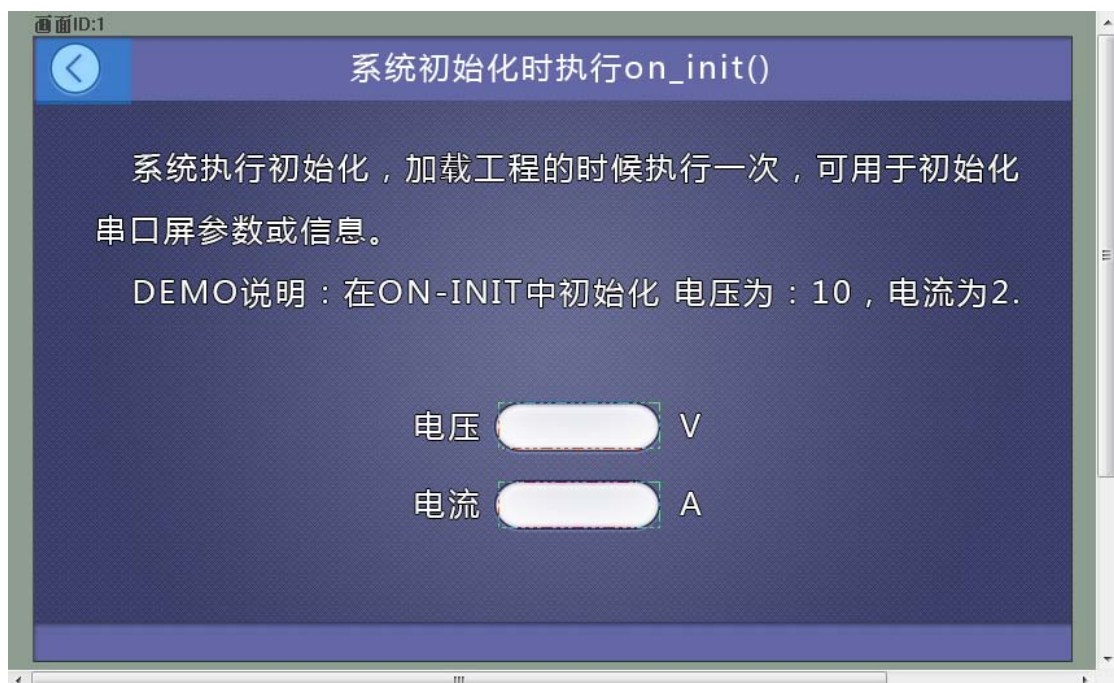 画面ID:1
系统初始化时执行on_init()
系统执行初始化，加载工程的时候执行一次，可用于初始化
串口屏参数或信息。
DEMO说明：在ON-INIT中初始化 电压为：10，电流为2.
电压 V
电流 A